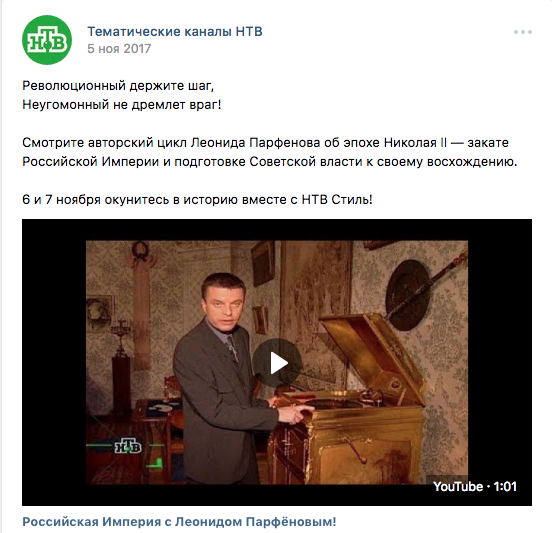 НТВ
Тематические каналы НТВ
5 ноя 2017
Революционный держите шаг,
Неугомонный не дремлет враг!
Смотрите авторский цикл Леонида Парфенова об эпохе Николая II — закате
Российской Империи и подготовке Советской власти к своему восхождению.
6 и 7 ноября окунитесь в историю вместе с НТВ Стиль!
НТВ
YouTube · 1:01
Российская Империя с Леонидом Парфёновым!